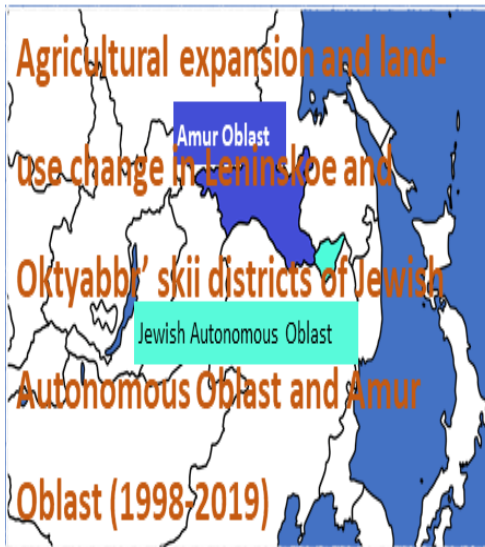 Agricultural expansion and land-
Amur Oblast
use change in Leninskoe and
Oktyabbr' skii districts of Jewish
Jewish Autonomous Oblast
Autonomous Oblast and Amur
Oblast (1998-2019)